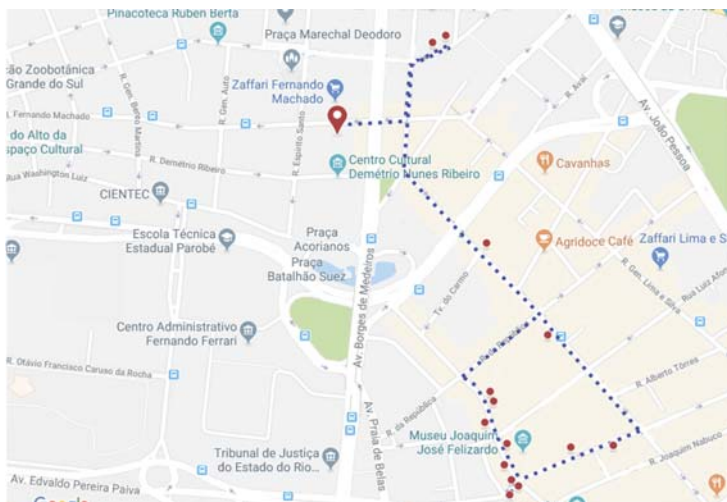 Pinacoteca Ruben Berta
Praça Marechal Deodoro
ão Zoobotânica
Grande do Sul
R. Gen. Auto
R. Gen. Bento
Martins
Zaffari Fernando
Machado
R. Avaí
Av. João Pessoa
Fernando Machado
R. Espírito Santo
do Alto da
spaço Cultural
R. Demétrio Ribeiro
Centro Cultural
Demétrio Nunes Ribeiro
Cavanhas
Rua Washington Luiz
CIENTEC
Escola Técnica
Estadual Parobé
Praça
Açorianos
Praça
Batalhão Suez
Agridoce Café
Zaffari Lima e S
R. Gen. Lima e Silva
Rua Luiz Afon
Av. Borges de Medeiros
Tv. do Carmo
Centro Administrativo
Fernando Ferrari
R. da República
R. Otávio Francisco Caruso da Rocha
R. Alberto Tôrres
R. da República
Av. Praia de Belas
Museu Joaquim
José Felizardo
R. Joaquim Nabuco
Tribunal de Justiça
do Estado do Rio...
Av. Edvaldo Pereira Paiva